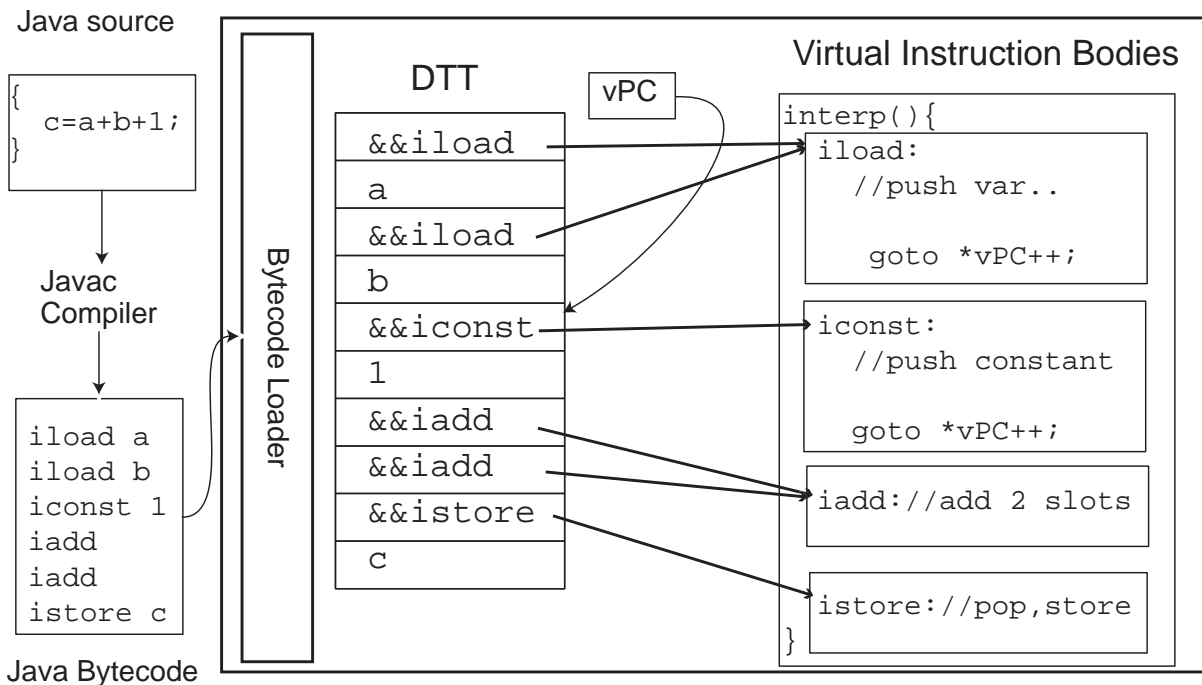 Java source
{
c=a+b+1;
}
Javac
Compiler
iload a
iload b
iconst 1
iadd
iadd
istore c
Java Bytecode
Bytecode Loader
DTT
&&iload
a
&&iload
b
&&iconst
1
&&iadd
&&iadd
&&istore
c
vPC
Virtual Instruction Bodies
interp(){
iload:
//push var..
goto *vPC++;
iconst:
//push constant
goto *vPC++;
iadd://add 2 slots
istore://pop,store
}